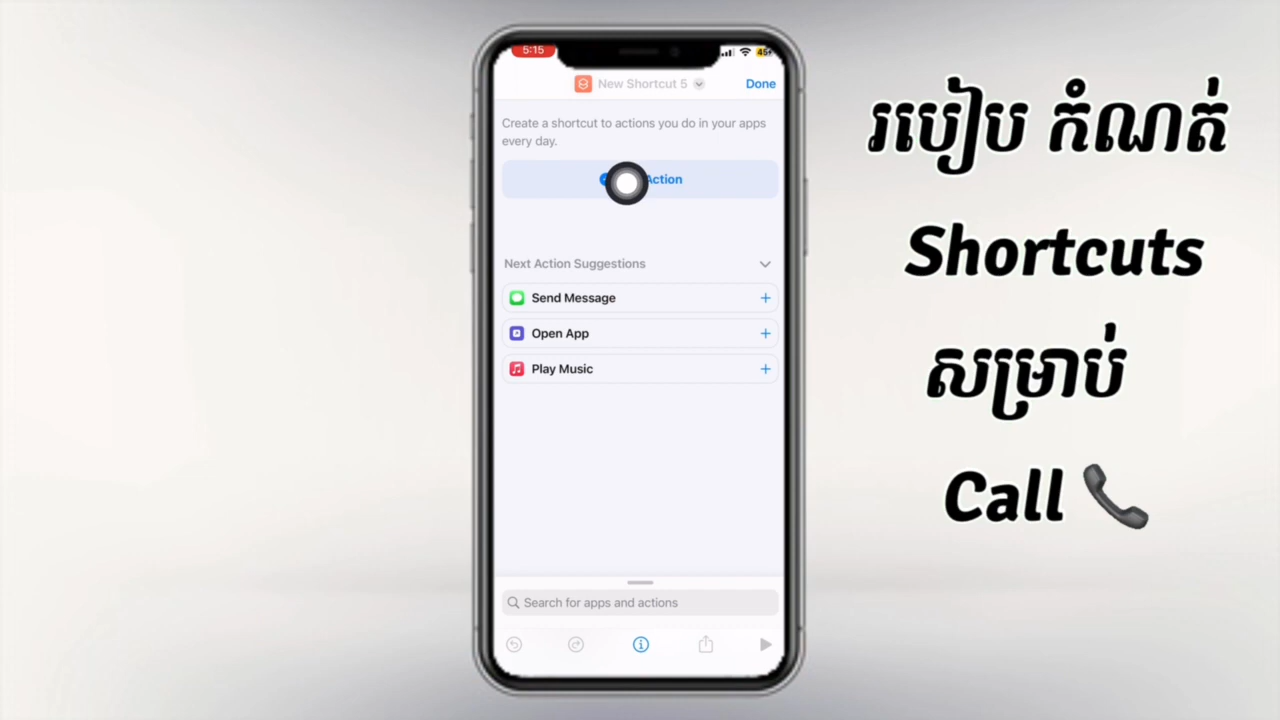 5:15
45
New Shortcut 5
Done
Create a shortcut to actions you do in your apps
every day.
Action
Next Action Suggestions
Send Message
Open App
Play Music
Search for apps and actions
របៀប កំណត់
Shortcuts
សម្រាប់
Call